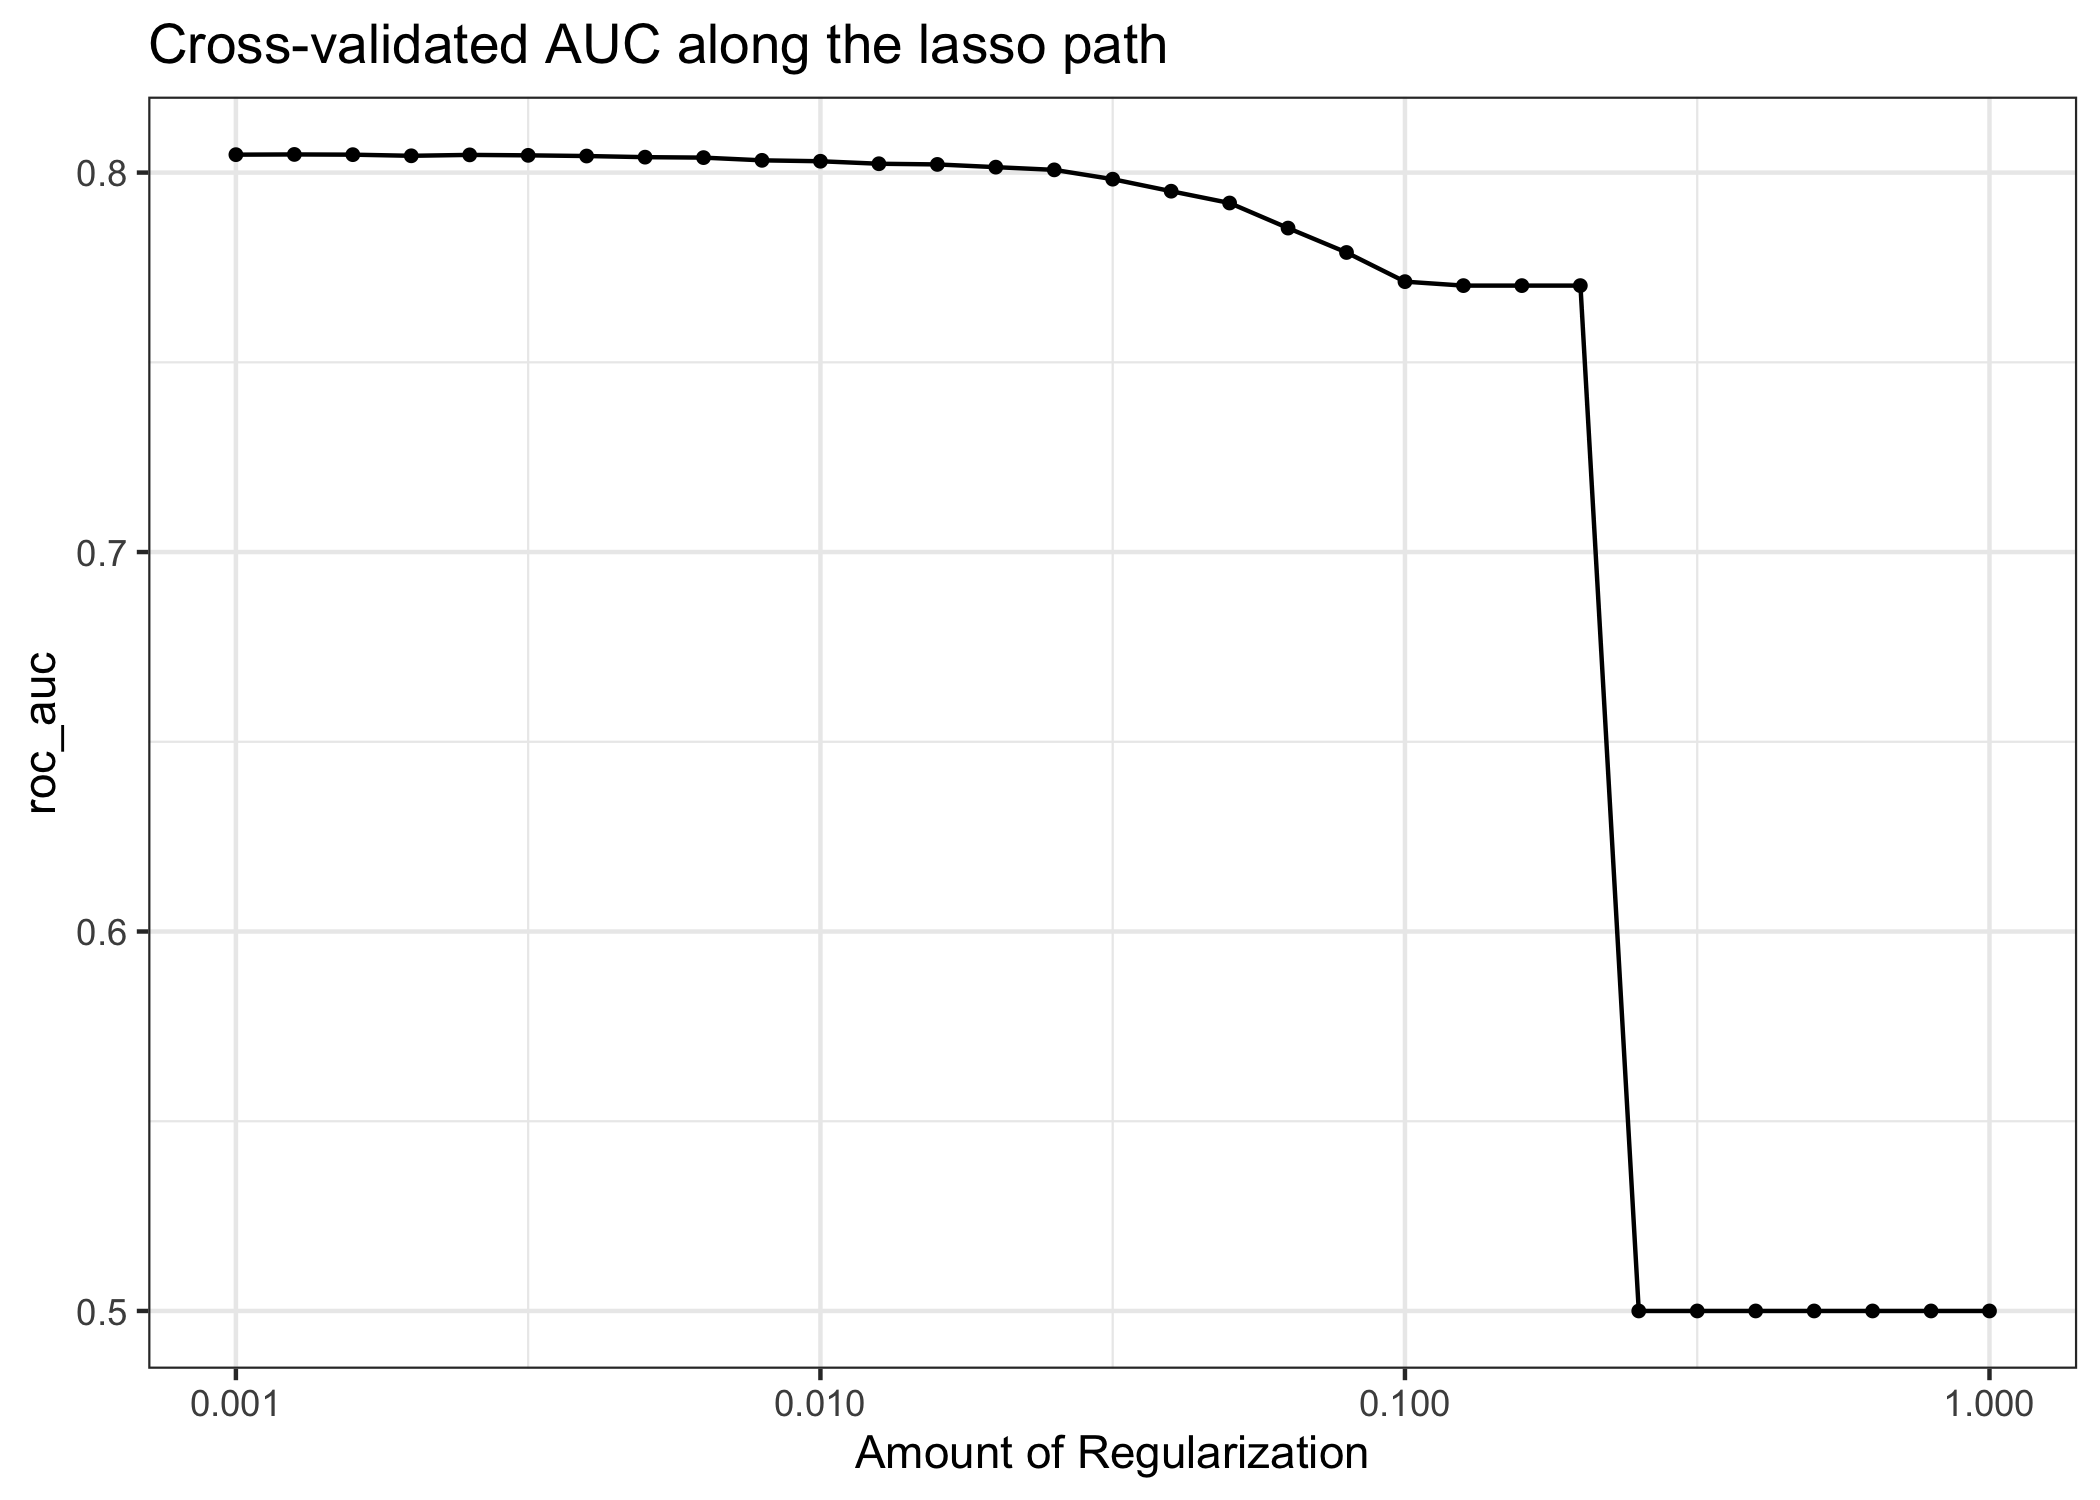 Cross-validated AUC along the lasso path
roc_auc
0.8
0.7
0.6
0.5
0.001
0.010
0.100
1.000
Amount of Regularization